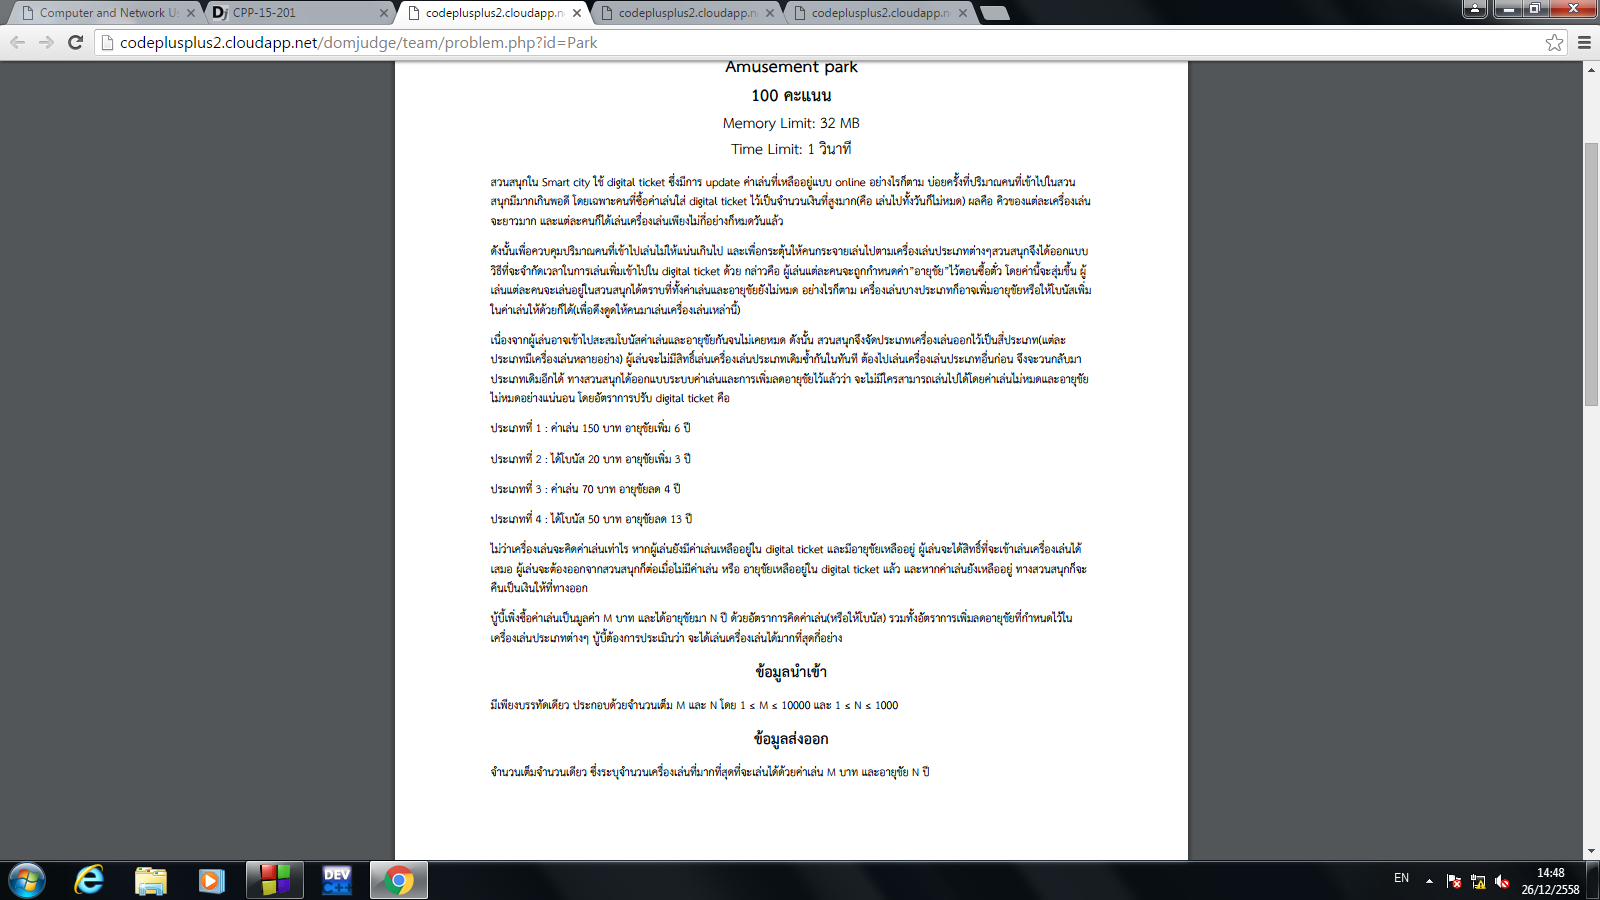 Computer and Network Us
CPP-15-201
codeplusplus2.cloudapp.ne
codeplusplus2.cloudapp.ne
codeplusplus2.cloudapp.ne
codeplusplus2.cloudapp.net/domjudge/team/problem.php?id=Park
Amusement park
100 คะแนน
Memory Limit: 32 MB
Time Limit: 1 วินาที
สวนสนุกใน Smart city ใช้ digital ticket ซึ่งมีการ update ค่าเล่นที่เหลืออยู่แบบ online อย่างไรก็ตาม บ่อยครั้งที่ปริมาณคนที่เข้าไปในสวน
สนุกมีมากเกินพอดี โดยเฉพาะคนที่ซื้อค่าเล่นใส่ digital ticket ไว้เป็นจำนวนเงินที่สูงมาก(คือ เล่นไปทั้งวันก็ไม่หมด) ผลคือ คิวของแต่ละเครื่องเล่น
จะยาวมาก และแต่ละคนก็ได้เล่นเครื่องเล่นเพียงไม่กี่อย่างก็หมดวันแล้ว
ดังนั้นเพื่อควบคุมปริมาณคนที่เข้าไปเล่นไม่ให้แน่นเกินไป และเพื่อกระตุ้นให้คนกระจายเล่นไปตามเครื่องเล่นประเภทต่างๆสวนสนุกจึงได้ออกแบบ
วิธีที่จะจำกัดเวลาในการเล่นเพิ่มเข้าไปใน digital ticket ด้วย กล่าวคือ ผู้เล่นแต่ละคนจะถูกกำหนดค่า"อายุขัย"ไว้ตอนซื้อตั๋ว โดยค่านี้จะสุ่มขึ้น ผู้
เล่นแต่ละคนจะเล่นอยู่ในสวนสนุกได้ตราบที่ทั้งค่าเล่นและอายุขัยยังไม่หมด อย่างไรก็ตาม เครื่องเล่นบางประเภทก็อาจเพิ่มอายุขัยหรือให้โบนัสเพิ่ม
ในค่าเล่นให้ด้วยก็ได้(เพื่อดึงดูดให้คนมาเล่นเครื่องเล่นเหล่านี้)
เนื่องจากผู้เล่นอาจเข้าไปสะสมโบนัสค่าเล่นและอายุขัยกันจนไม่เคยหมด ดังนั้น สวนสนุกจึงจัดประเภทเครื่องเล่นออกไว้เป็นสี่ประเภท(แต่ละ
ประเภทมีเครื่องเล่นหลายอย่าง) ผู้เล่นจะไม่มีสิทธิ์เล่นเครื่องเล่นประเภทเดิมซ้ำกันในทันที ต้องไปเล่นเครื่องเล่นประเภทอื่นก่อน จึงจะวนกลับมา
ประเภทเดิมอีกได้ ทางสวนสนุกได้ออกแบบระบบค่าเล่นและการเพิ่มลดอายุขัยไว้แล้วว่า จะไม่มีใครสามารถเล่นไปได้โดยค่าเล่นไม่หมดและอายุขัย
ไม่หมดอย่างแน่นอน โดยอัตราการปรับ digital ticket คือ
ประเภทที่ 1 : ค่าเล่น 150 บาท อายุขัยเพิ่ม 6 ปี
ประเภทที่ 2 : ได้โบนัส 20 บาท อายุขัยเพิ่ม 3 ปี
ประเภทที่ 3 : ค่าเล่น 70 บาท อายุขัยลด 4 ปี
ประเภทที่ 4 : ได้โบนัส 50 บาท อายุขัยลด 13 ปี
ไม่ว่าเครื่องเล่นจะคิดค่าเล่นเท่าไร หากผู้เล่นยังมีค่าเล่นเหลืออยู่ใน digital ticket และมีอายุขัยเหลืออยู่ ผู้เล่นจะได้สิทธิ์ที่จะเข้าเล่นเครื่องเล่นได้
เสมอ ผู้เล่นจะต้องออกจากสวนสนุกก็ต่อเมื่อไม่มีค่าเล่น หรือ อายุขัยเหลืออยู่ใน digital ticket แล้ว และหากค่าเล่นยังเหลืออยู่ ทางสวนสนุกก็จะ
คืนเป็นเงินให้ที่ทางออก
บู้บี้เพิ่งซื้อค่าเล่นเป็นมูลค่า M บาท และได้อายุขัยมา N ปี ด้วยอัตราการคิดค่าเล่น(หรือให้โบนัส) รวมทั้งอัตราการเพิ่มลดอายุขัยที่กำหนดไว้ใน
เครื่องเล่นประเภทต่างๆ บู้บี้ต้องการประเมินว่า จะได้เล่นเครื่องเล่นได้มากที่สุดกี่อย่าง
ข้อมูลนำเข้า
มีเพียงบรรทัดเดียว ประกอบด้วยจำนวนเต็ม M และ N โดย 1 ≤ M ≤ 10000 และ 1 ≤ N ≤ 1000
ข้อมูลส่งออก
จำนวนเต็มจำนวนเดียว ซึ่งระบุจำนวนเครื่องเล่นที่มากที่สุดที่จะเล่นได้ด้วยค่าเล่น M บาท และอายุขัย N ปี
DEV
C++
EN
14:48
26/12/2558